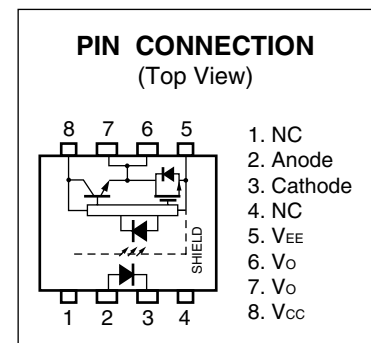 PIN CONNECTION
(Top View)
8 7 6 5
SHIELD
1 2 3 4
1. NC
2. Anode
3. Cathode
4. NC
5. VEE
6. VO
7. VO
8. VCC